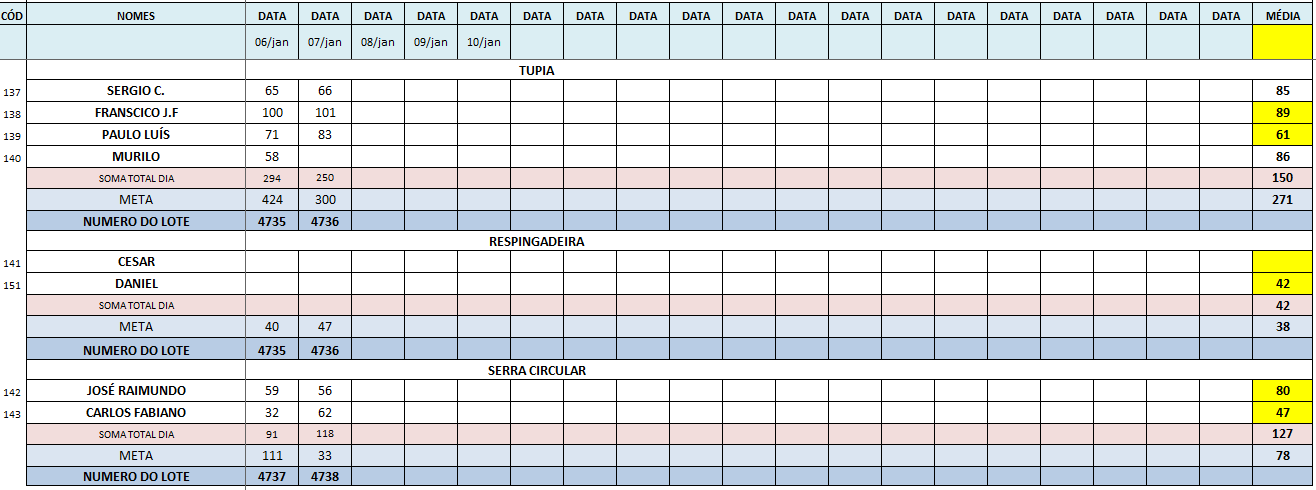 CÓD NOMES DATA DATA DATA DATA DATA DATA DATA DATA DATA DATA DATA DATA DATA DATA DATA DATA DATA DATA DATA MÉDIA
06/jan 07/jan 08/jan 09/jan 10/jan
TUPIA
137 SERGIO C. 65 66 85
138 FRANSCICO J.F 100 101 89
139 PAULO LUÍS 71 83 61
140 MURILO 58 86
SOMA TOTAL DIA 294 250 150
META 424 300 271
NUMERO DO LOTE 4735 4736
RESPINGADEIRA
141 CESAR
151 DANIEL 42
SOMA TOTAL DIA 42
META 40 47 38
NUMERO DO LOTE 4735 4736
SERRA CIRCULAR
142 JOSÉ RAIMUNDO 59 56 80
143 CARLOS FABIANO 32 62 47
SOMA TOTAL DIA 91 118 127
META 111 33 78
NUMERO DO LOTE 4737 4738